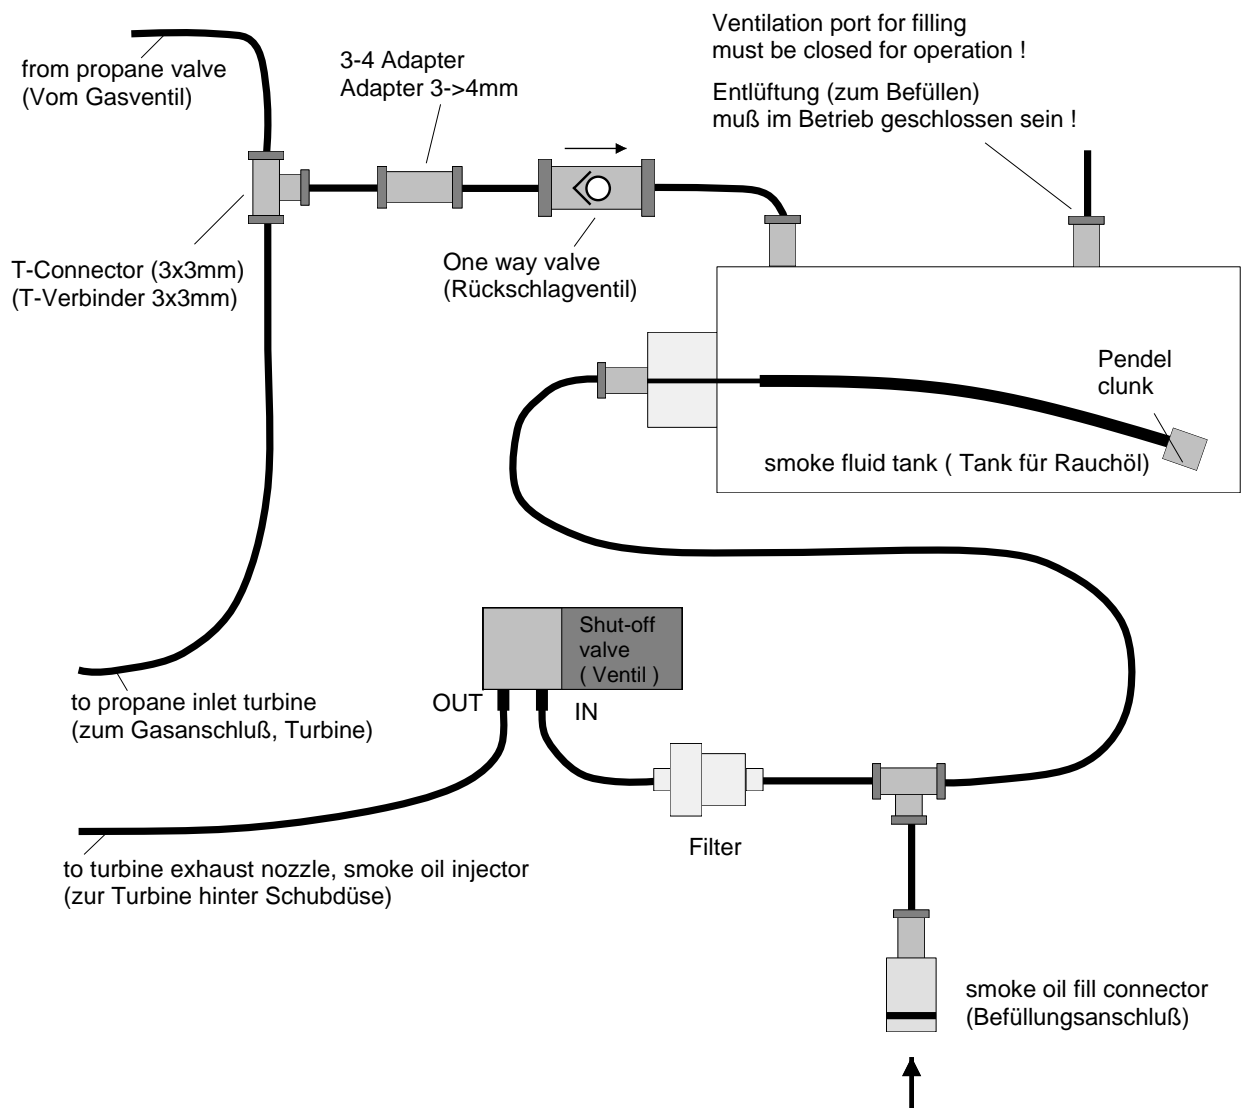 Ventilation port for filling
must be closed for operation !
Entlüftung (zum Befüllen)
muß im Betrieb geschlossen sein !
from propane valve
(Vom Gasventil)
3-4 Adapter
Adapter 3->4mm
T-Connector (3x3mm)
(T-Verbinder 3x3mm)
One way valve
(Rückschlagventil)
Pendel
clunk
smoke fluid tank ( Tank für Rauchöl)
Shut-off
valve
( Ventil )
OUT
IN
to propane inlet turbine
(zum Gasanschluß, Turbine)
Filter
to turbine exhaust nozzle, smoke oil injector
(zur Turbine hinter Schubdüse)
smoke oil fill connector
(Befüllungsanschluß)